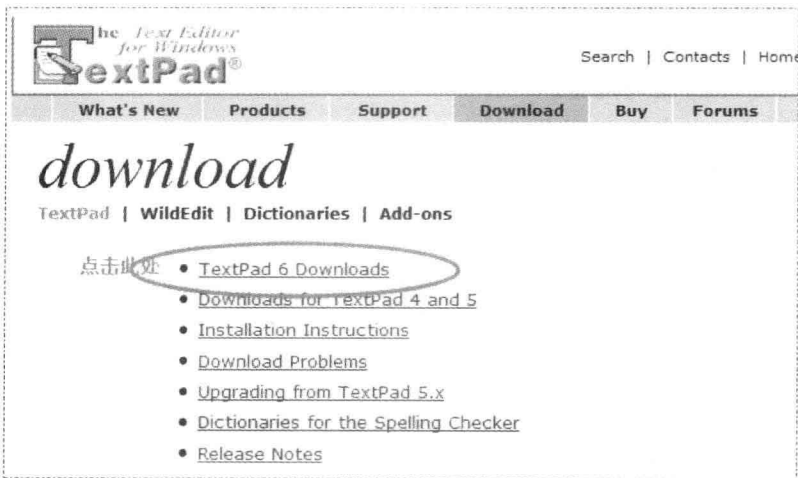 The Text Editor
for Windows
TextPad®
Search | Contacts | Home
What's New Products Support Download Buy Forums
download
TextPad | WildEdit | Dictionaries | Add-ons
点击此处 • TextPad 6 Downloads
• Downloads for TextPad 4 and 5
• Installation Instructions
• Download Problems
• Upgrading from TextPad 5.x
• Dictionaries for the Spelling Checker
• Release Notes